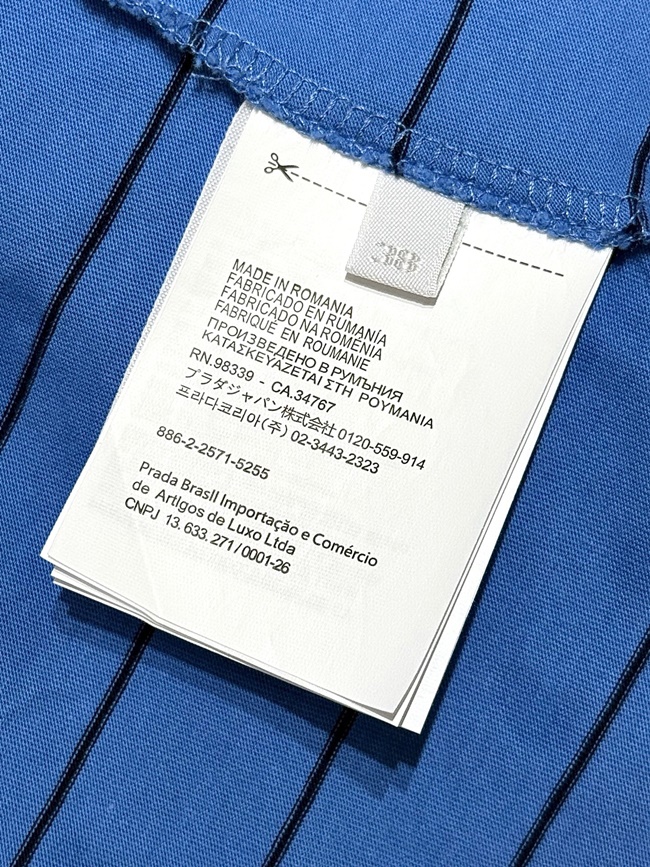 MADE IN ROMANIA
FABRICADO EN RUMANÍA
FABRICADO NA ROMÉNIA
FABRIQUÉ EN ROUMANIE
ПРОИЗВЕДЕНО В РУМЪНИЯ
ΚΑΤΑΣΚΕΥΑΖΕΤΑΙ ΣΤΗ ΡΟΥΜΑΝΙΑ
RN.98339 - CA.34767
プラダジャパン株式会社 0120-559-914
프라다코리아(주) 02-3443-2323
886-2-2571-5255
Prada Brasil Importação e Comércio
de Artigos de Luxo Ltda
CNPJ 13.633.271/0001-26